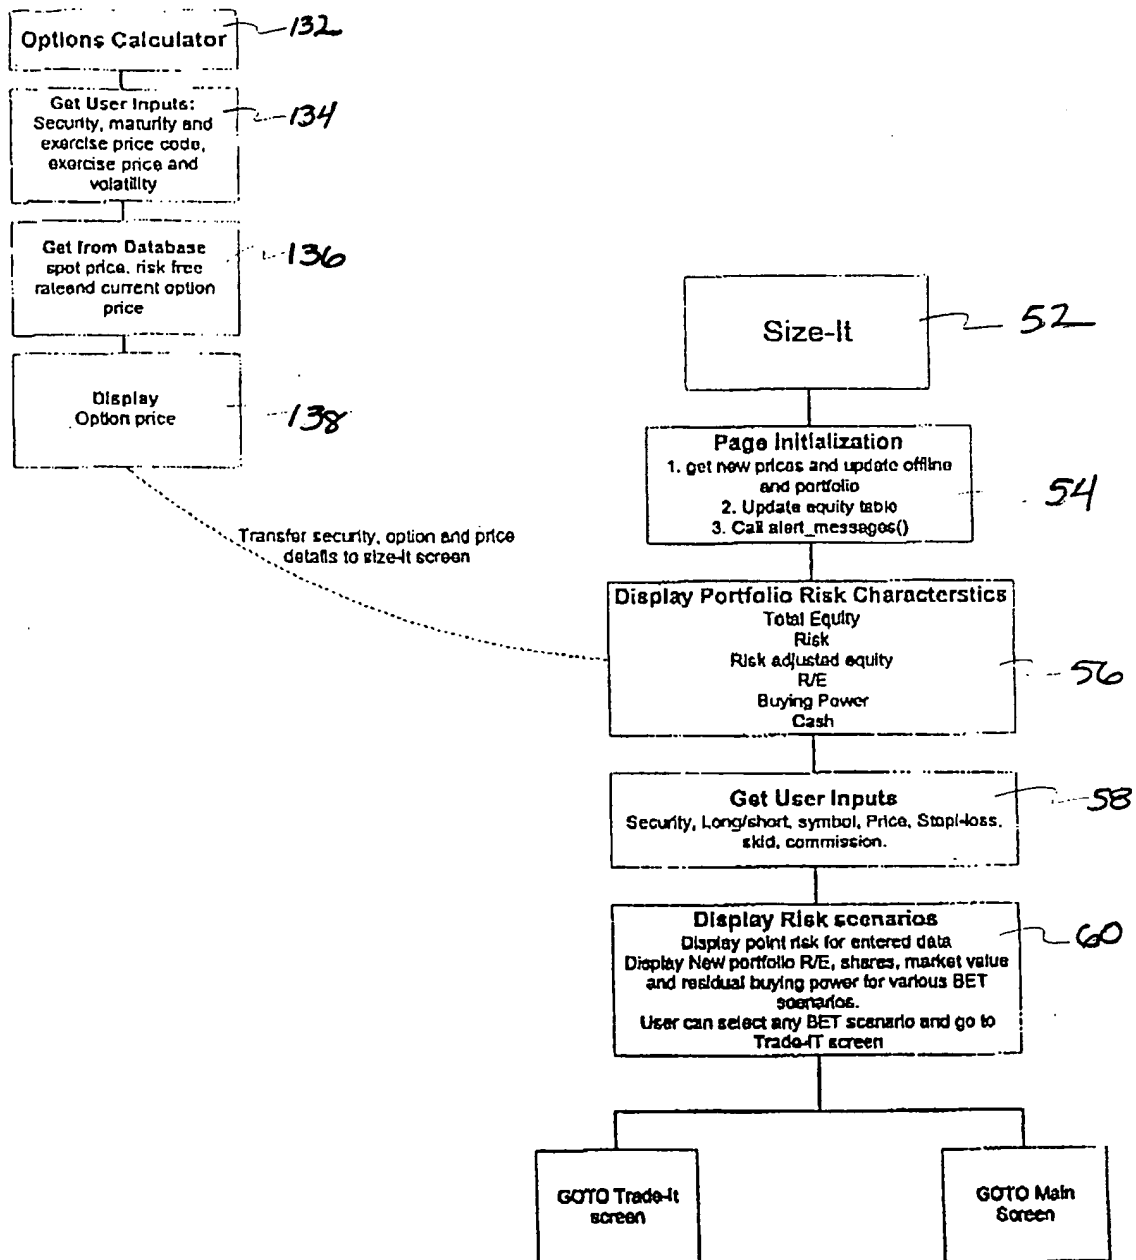 Options Calculator
132
Get User Inputs:
Security, maturity and
exercise price code,
exercise price and
volatility
134
Get from Database
spot price, risk free
rateand current option
price
136
Display
Option price
138
Transfer security, option and price
details to size-it screen
Size-It
52
Page Initialization
1. get new prices and update offline
and portfolio
2. Update equity table
3. Call alert_messages()
54
Display Portfolio Risk Characterstics
Total Equity
Risk
Risk adjusted equity
R/E
Buying Power
Cash
56
Get User Inputs
Security, Long/short, symbol, Price, Stopl-loss,
skid, commission.
58
Display Risk scenarios
Display point risk for entered data
Display New portfolio R/E, shares, market value
and residual buying power for various BET
scenarios.
User can select any BET scenario and go to
Trade-IT screen
60
GOTO Trade-It
screen
GOTO Main
Screen